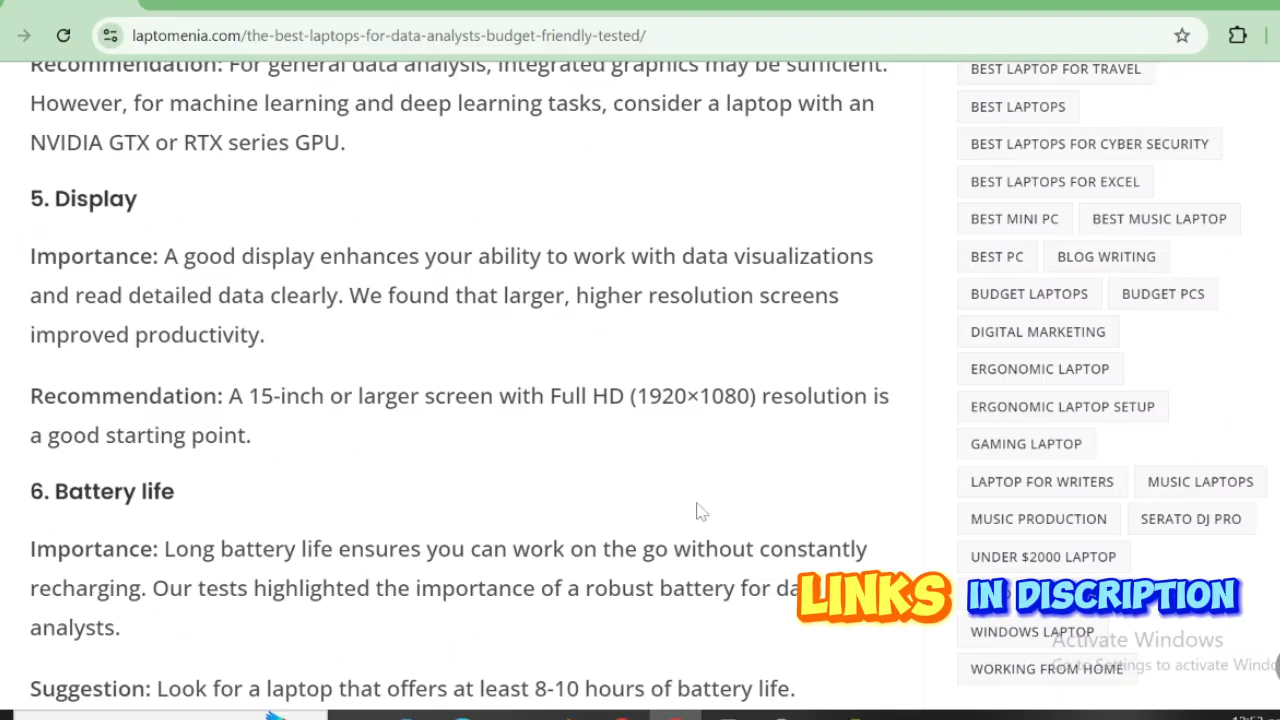 laptomenia.com/the-best-laptops-for-data-analysts-budget-friendly-tested/
Recommendation: For general data analysis, integrated graphics may be sufficient.
However, for machine learning and deep learning tasks, consider a laptop with an
NVIDIA GTX or RTX series GPU.
5. Display
Importance: A good display enhances your ability to work with data visualizations
and read detailed data clearly. We found that larger, higher resolution screens
improved productivity.
Recommendation: A 15-inch or larger screen with Full HD (1920×1080) resolution is
a good starting point.
6. Battery life
Importance: Long battery life ensures you can work on the go without constantly
recharging. Our tests highlighted the importance of a robust battery for
analysts.
Suggestion: Look for a laptop that offers at least 8-10 hours of battery life.
BEST LAPTOP FOR TRAVEL
BEST LAPTOPS
BEST LAPTOPS FOR CYBER SECURITY
BEST LAPTOPS FOR EXCEL
BEST MINI PC BEST MUSIC LAPTOP
BEST PC BLOG WRITING
BUDGET LAPTOPS BUDGET PCS
DIGITAL MARKETING
ERGONOMIC LAPTOP
ERGONOMIC LAPTOP SETUP
GAMING LAPTOP
LAPTOP FOR WRITERS MUSIC LAPTOPS
MUSIC PRODUCTION SERATO DJ PRO
UNDER $2000 LAPTOP
LINKS IN DISCRIPTION
WINDOWS LAPTOP
Activate Windows
Go to Settings to activate
WORKING FROM HOME